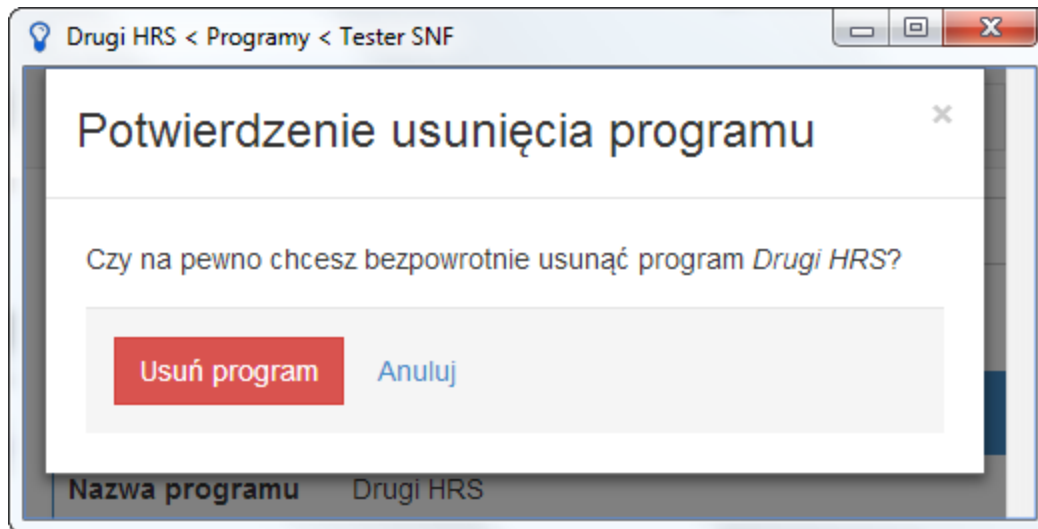 Drugi HRS < Programy < Tester SNF
Potwierdzenie usunięcia programu
Czy na pewno chcesz bezpowrotnie usunąć program Drugi HRS?
Usuń program Anuluj
Nazwa programu Drugi HRS